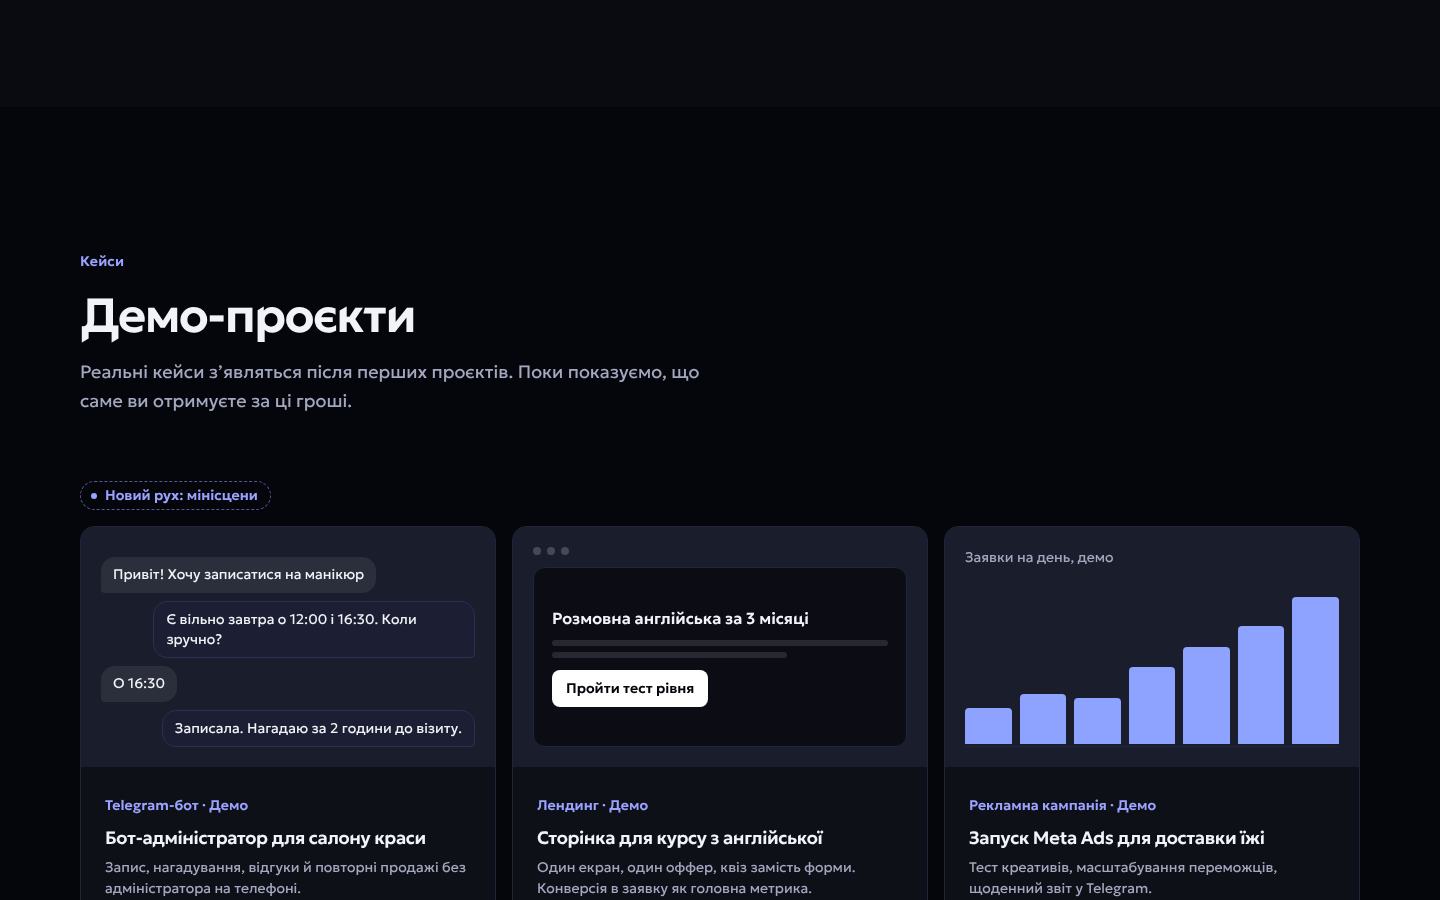 Кейси
Демо-проєкти
Реальні кейси з’являться після перших проєктів. Поки показуємо, що
саме ви отримуєте за ці гроші.
Новий рух: мінісцени
Привіт! Хочу записатися на манікюр
Є вільно завтра о 12:00 і 16:30. Коли
зручно?
О 16:30
Записала. Нагадаю за 2 години до візиту.
Telegram-бот · Демо
Бот-адміністратор для салону краси
Запис, нагадування, відгуки й повторні продажі без
адміністратора на телефоні.
Розмовна англійська за 3 місяці
Пройти тест рівня
Лендинг · Демо
Сторінка для курсу з англійської
Один екран, один оффер, квіз замість форми.
Конверсія в заявку як головна метрика.
Заявки на день, демо
Рекламна кампанія · Демо
Запуск Meta Ads для доставки їжі
Тест креативів, масштабування переможців,
щоденний звіт у Telegram.